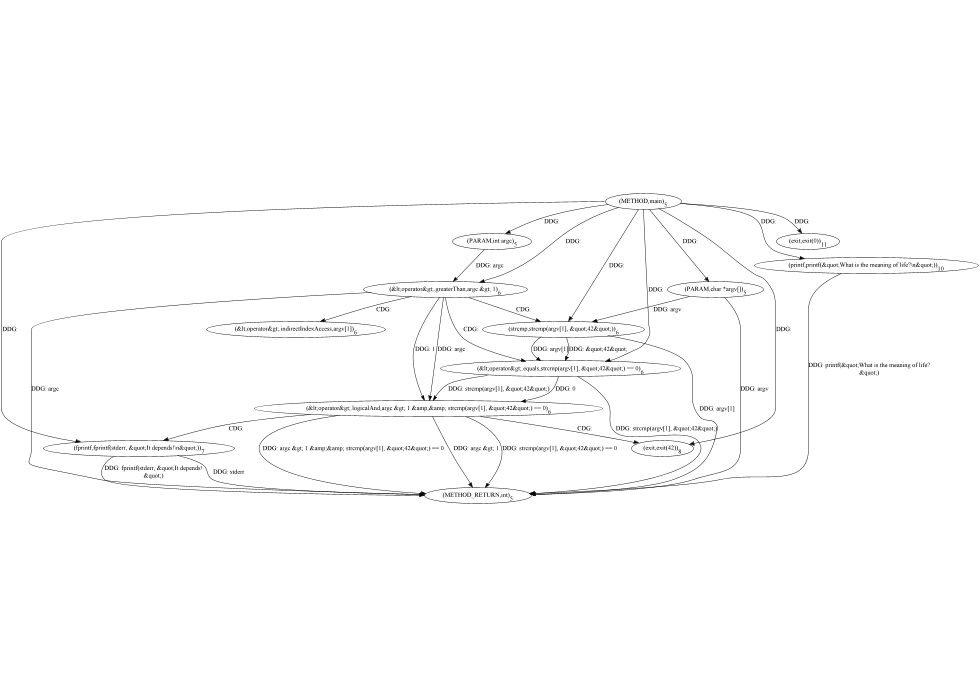 (METHOD,main)5
DDG:
DDG:
(PARAM,int argc)5
(exit,exit(0))11
DDG:
DDG:
DDG:
DDG: argc
(printf,printf(&quot;What is the meaning of life?\n&quot;))10
(&lt;operator&gt;.greaterThan,argc &gt; 1)6
(PARAM,char *argv[])5
DDG:
CDG:
CDG:
DDG: argv
DDG:
(&lt;operator&gt;.indirectIndexAccess,argv[1])6
(strcmp,strcmp(argv[1], &quot;42&quot;))6
CDG:
DDG:
DDG:
DDG: 1
DDG: argc
DDG: argv[1]
DDG: &quot;42&quot;
DDG: printf(&quot;What is the meaning of life?
&quot;)
(&lt;operator&gt;.equals,strcmp(argv[1], &quot;42&quot;) == 0)6
DDG: argc
DDG: strcmp(argv[1], &quot;42&quot;)
DDG: 0
DDG: argv
(&lt;operator&gt;.logicalAnd,argc &gt; 1 &amp;&amp; strcmp(argv[1], &quot;42&quot;) == 0)6
DDG: argv[1]
CDG:
CDG:
DDG: strcmp(argv[1], &quot;42&quot;)
(fprintf,fprintf(stderr, &quot;It depends!\n&quot;))7
DDG: argc &gt; 1 &amp;&amp; strcmp(argv[1], &quot;42&quot;) == 0
DDG: argc &gt; 1
DDG: strcmp(argv[1], &quot;42&quot;) == 0
(exit,exit(42))8
DDG: fprintf(stderr, &quot;It depends!
&quot;)
DDG: stderr
(METHOD_RETURN,int)5